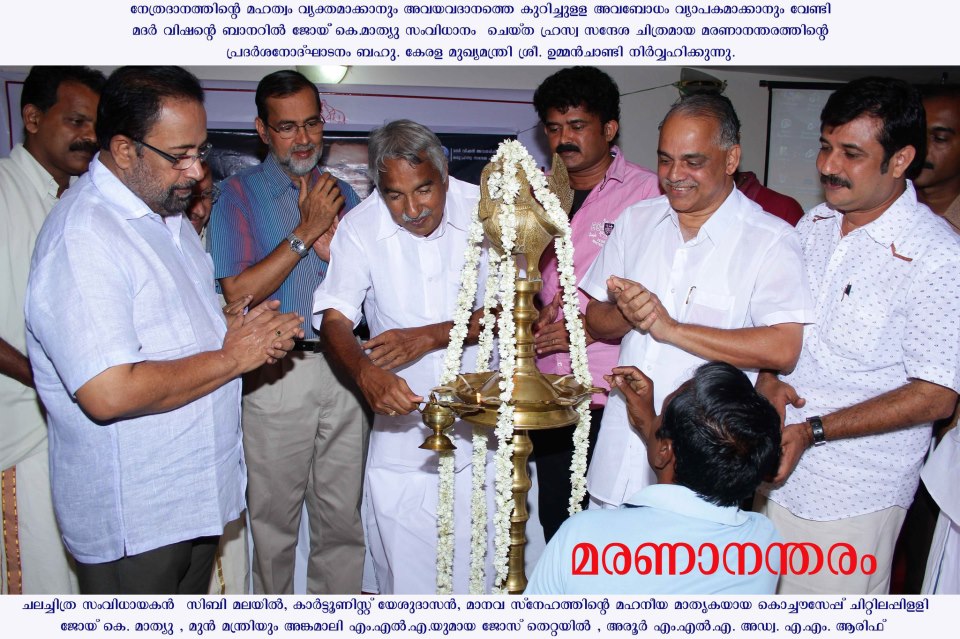 നേത്രദാനത്തിന്റെ മഹത്വം വ്യക്തമാക്കാനും അവയവദാനത്തെ കുറിച്ചുള്ള അവബോധം വ്യാപകമാക്കാനും വേണ്ടി
മദർ വിഷന്റെ ബാനറിൽ ജോയ് കെ.മാത്യു സംവിധാനം ചെയ്ത ഹ്രസ്വ സന്ദേശ ചിത്രമായ മരണാനന്തരത്തിന്റെ
പ്രദർശനോദ്ഘാടനം ബഹു. കേരള മുഖ്യമന്ത്രി ശ്രീ. ഉമ്മൻചാണ്ടി നിർവ്വഹിക്കുന്നു.
മരണാനന്തരം
ചലച്ചിത്ര സംവിധായകൻ സിബി മലയിൽ, കാർട്ടൂണിസ്റ്റ് യേശുദാസൻ, മാനവ സ്നേഹത്തിന്റെ മഹനീയ മാതൃകയായ കൊച്ചൗസേപ്പ് ചിറ്റിലപ്പിള്ളി
ജോയ് കെ. മാത്യു , മുൻ മന്ത്രിയും അങ്കമാലി എം.എൽ.എ.യുമായ ജോസ് തെറ്റയിൽ , അരൂർ എം.എൽ.എ. അഡ്വ. എ.എം. ആരിഫ്